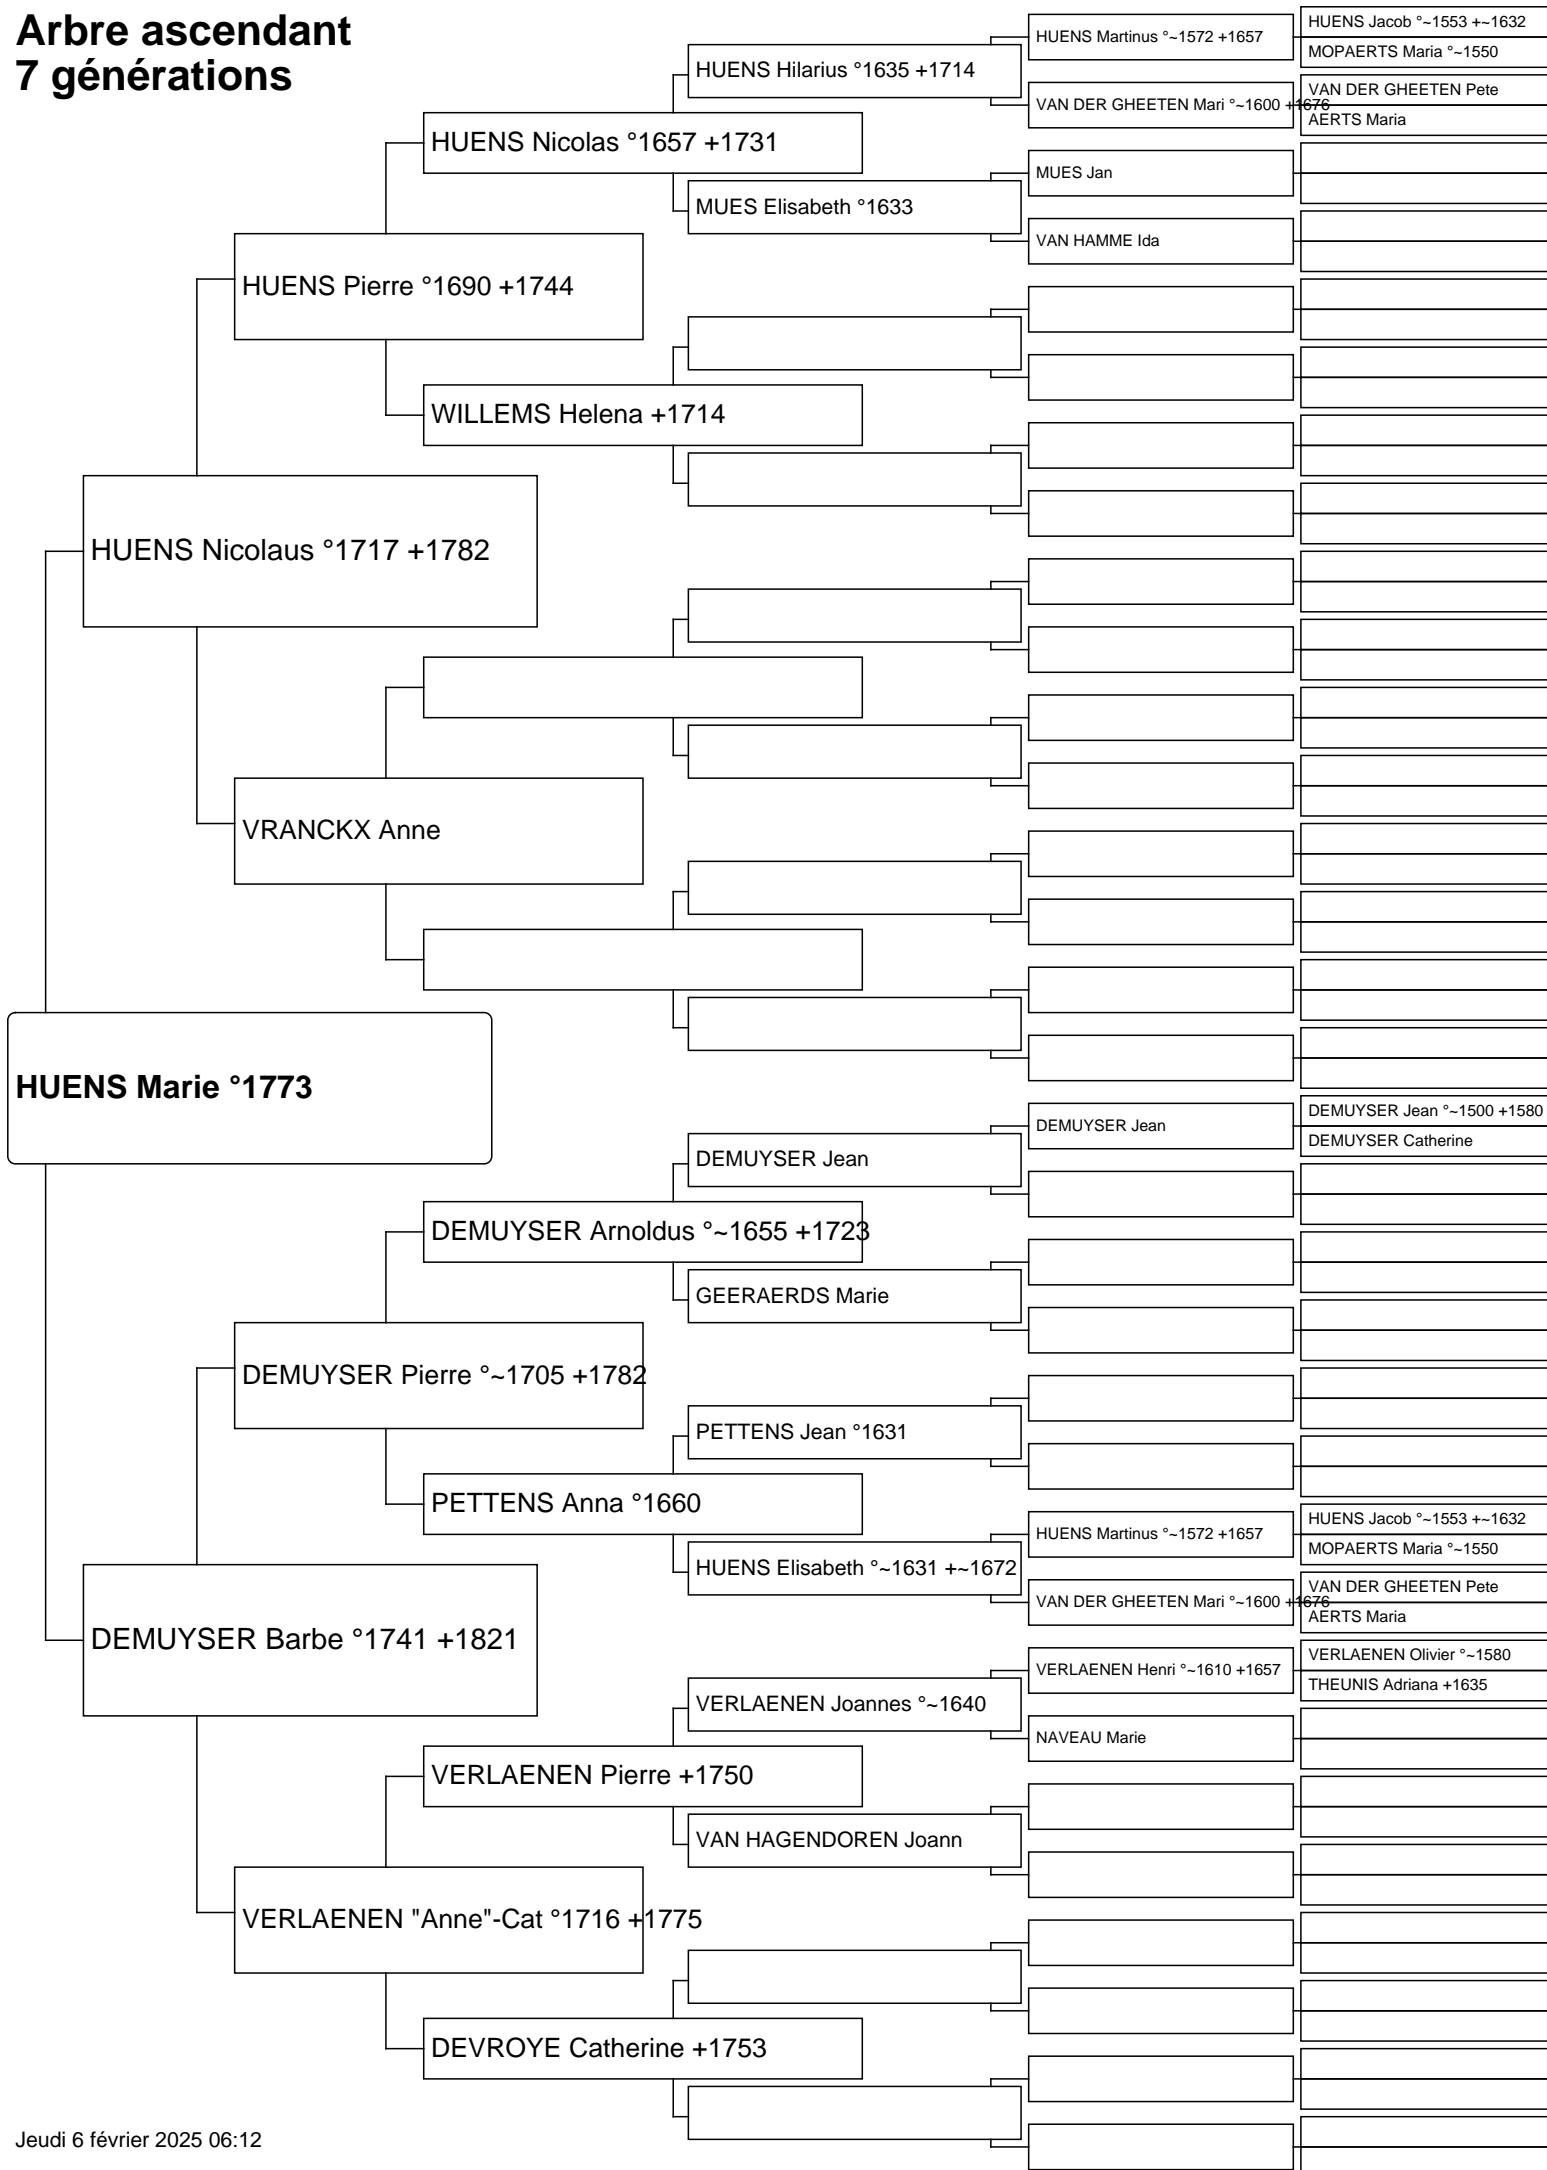 Arbre ascendant
7 générations
HUENS Jacob °~1553 +~1632
HUENS Martinus °~1572 +1657
MOPAERTS Maria °~1550
HUENS Hilarius °1635 +1714
VAN DER GHEETEN Pete
VAN DER GHEETEN Mari °~1600 +1676
AERTS Maria
HUENS Nicolas °1657 +1731
MUES Jan
MUES Elisabeth °1633
VAN HAMME Ida
HUENS Pierre °1690 +1744
WILLEMS Helena +1714
HUENS Nicolaus °1717 +1782
VRANCKX Anne
HUENS Marie °1773
DEMUYSER Jean °~1500 +1580
DEMUYSER Jean
DEMUYSER Catherine
DEMUYSER Jean
DEMUYSER Arnoldus °~1655 +1723
GEERAERDS Marie
DEMUYSER Pierre °~1705 +1782
PETTENS Jean °1631
PETTENS Anna °1660
HUENS Jacob °~1553 +~1632
HUENS Martinus °~1572 +1657
MOPAERTS Maria °~1550
HUENS Elisabeth °~1631 +~1672
VAN DER GHEETEN Pete
VAN DER GHEETEN Mari °~1600 +1676
AERTS Maria
DEMUYSER Barbe °1741 +1821
VERLAENEN Olivier °~1580
VERLAENEN Henri °~1610 +1657
THEUNIS Adriana +1635
VERLAENEN Joannes °~1640
NAVEAU Marie
VERLAENEN Pierre +1750
VAN HAGENDOREN Joann
VERLAENEN "Anne"-Cat °1716 +1775
DEVROYE Catherine +1753
Jeudi 6 février 2025 06:12